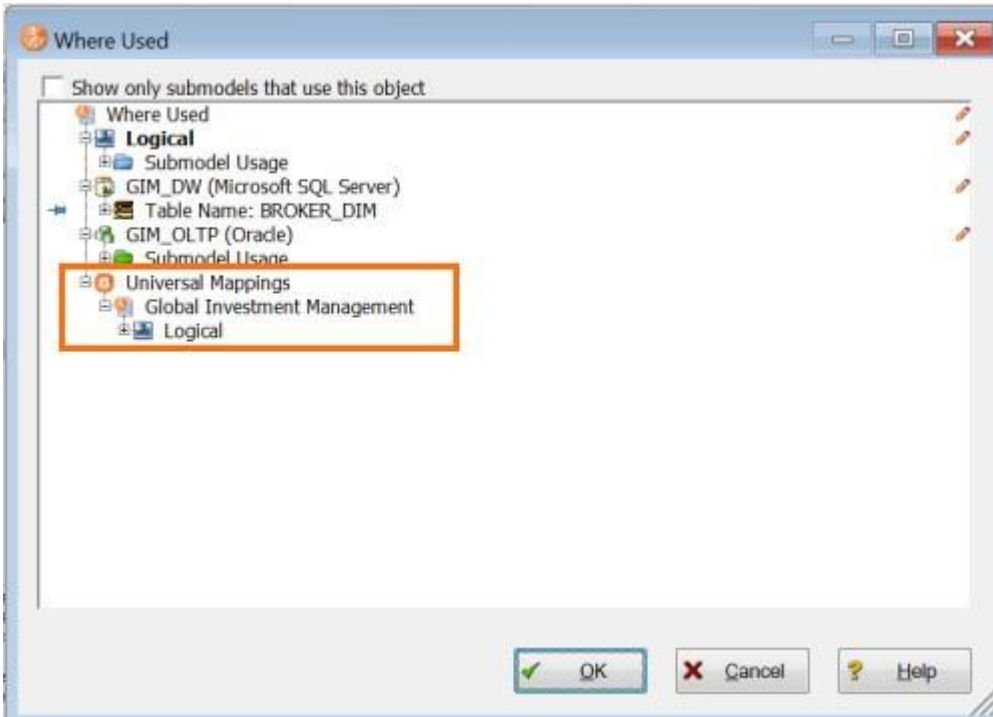 Where Used
Show only submodels that use this object
Where Used
Logical
Submodel Usage
GIM_DW (Microsoft SQL Server)
Table Name: BROKER_DIM
GIM_OLTP (Oracle)
Submodel Usage
Universal Mappings
Global Investment Management
Logical
OK Cancel Help